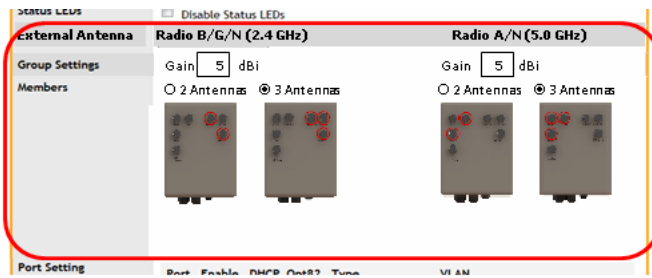 Status LEDs Disable Status LEDs
External Antenna Radio B/G/N (2.4 GHz) Radio A/N (5.0 GHz)
Group Settings Gain 5 dBi Gain 5 dBi
Members 2 Antennas 3 Antennas 2 Antennas 3 Antennas
Port Setting Port Enable DHCP Opt82 Type VLAN